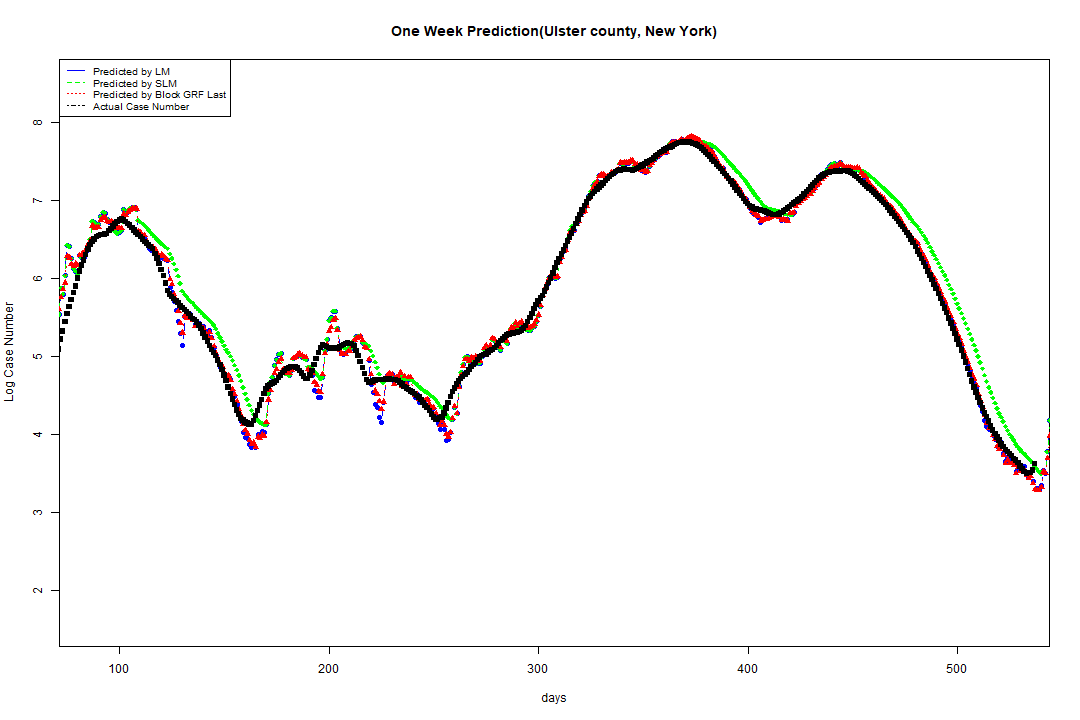 One Week Prediction(Ulster county, New York)
Predicted by LM
Predicted by SLM
Predicted by Block GRF Last
Actual Case Number
8
7
6
5
4
3
2
Log Case Number
100 200 300 400 500
days